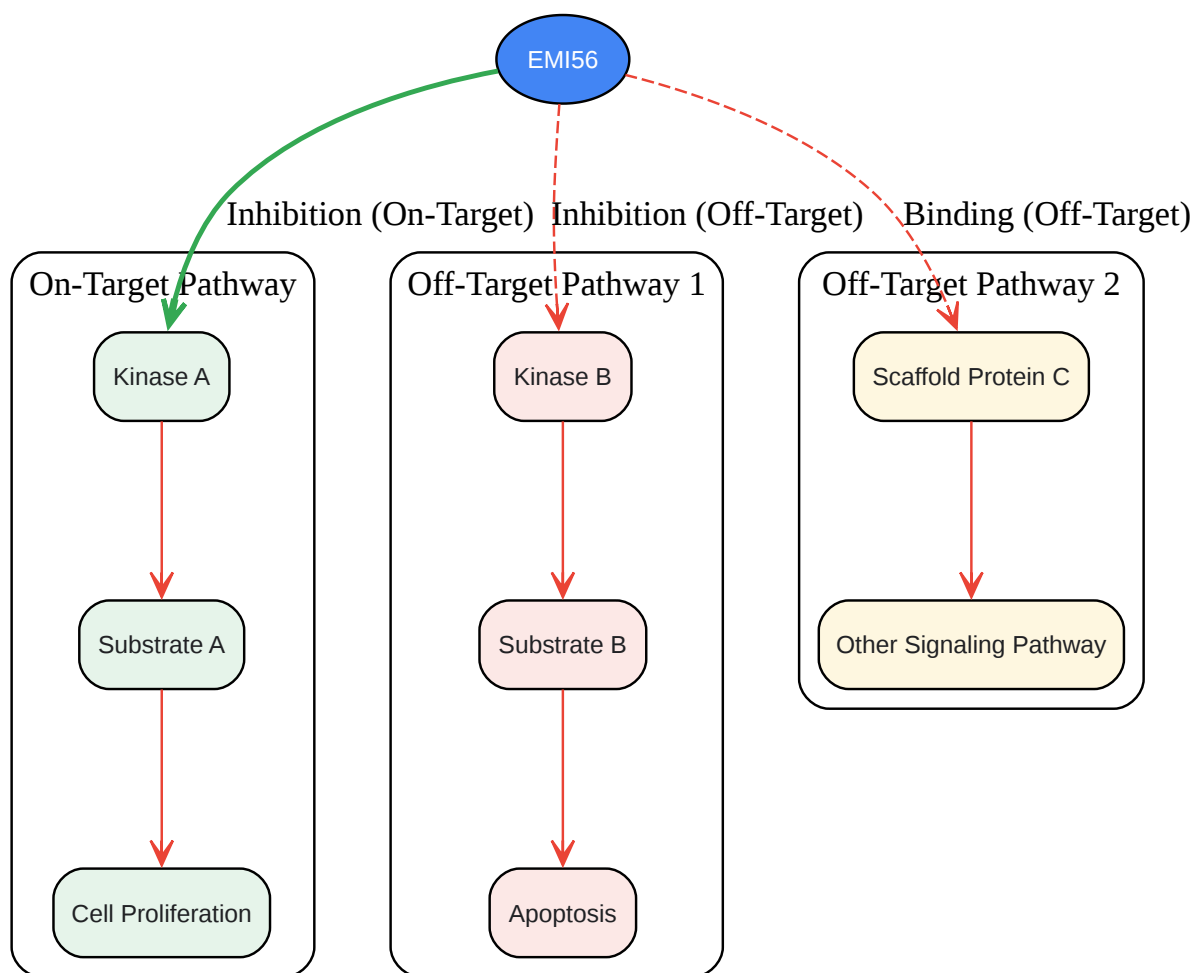 EMI56
Inhibition (On-Target)
Inhibition (Off-Target)
Binding (Off-Target)
On-Target Pathway
Off-Target Pathway 1
Off-Target Pathway 2
Kinase A
Kinase B
Scaffold Protein C
Substrate A
Substrate B
Other Signaling Pathway
Cell Proliferation
Apoptosis